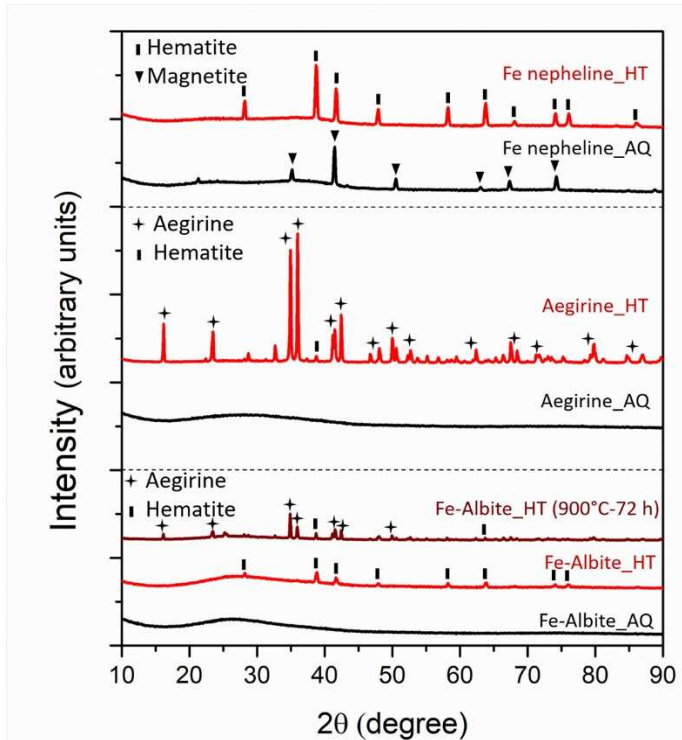 Hematite
Magnetite
Fe nepheline_HT
Fe nepheline_AQ
Aegirine
Hematite
Aegirine_HT
Aegirine_AQ
Aegirine
Hematite
Fe-Albite_HT (900°C-72 h)
Fe-Albite_HT
Fe-Albite_AQ
Intensity (arbitrary units)
10 20 30 40 50 60 70 80 90
2θ (degree)